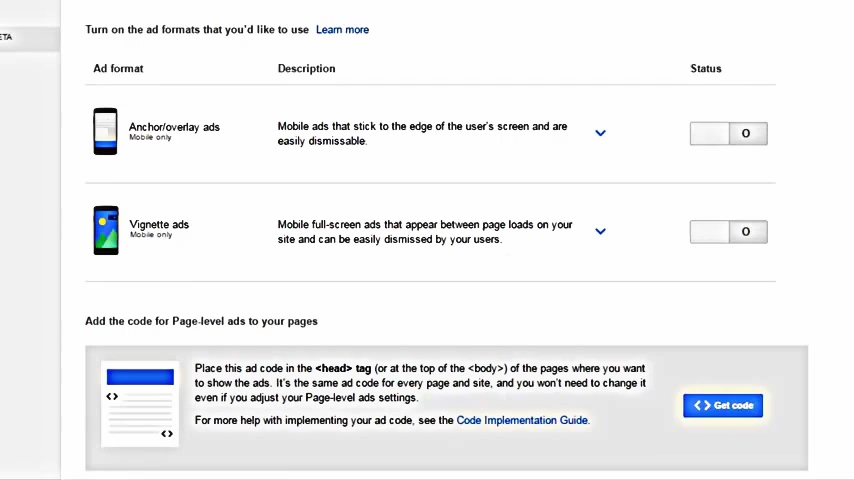 Turn on the ad formats that you'd like to use Learn more
ETA
Ad format Description Status
Anchor/overlay ads
Mobile only
Mobile ads that stick to the edge of the user's screen and are
easily dismissable.
O
Vignette ads
Mobile only
Mobile full-screen ads that appear between page loads on your
site and can be easily dismissed by your users.
O
Add the code for Page-level ads to your pages
Place this ad code in the <head> tag (or at the top of the <body>) of the pages where you want
to show the ads. It's the same ad code for every page and site, and you won't need to change it
even if you adjust your Page-level ads settings.
For more help with implementing your ad code, see the Code Implementation Guide.
<> Get code